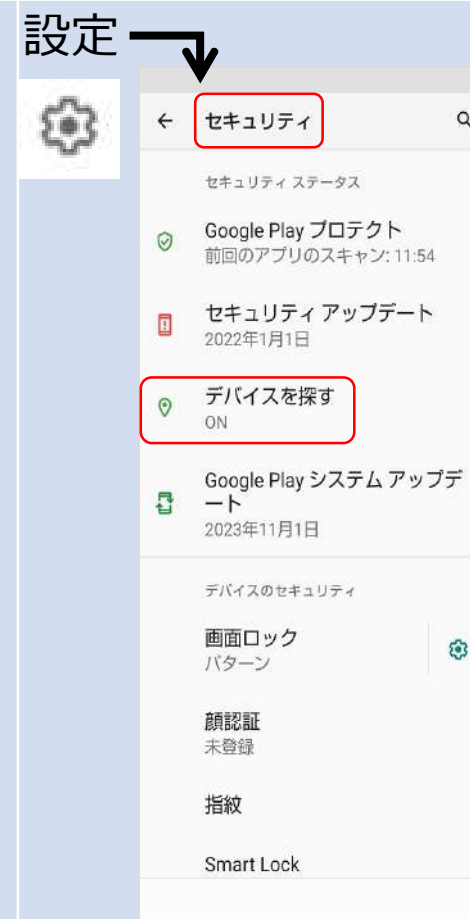 設定
セキュリティ
セキュリティ ステータス
Google Play プロテクト
前回のアプリのスキャン: 11:54
セキュリティ アップデート
2022年1月1日
デバイスを探す
ON
Google Play システム アップデ
ート
2023年11月1日
デバイスのセキュリティ
画面ロック
パターン
顔認証
未登録
指紋
Smart Lock